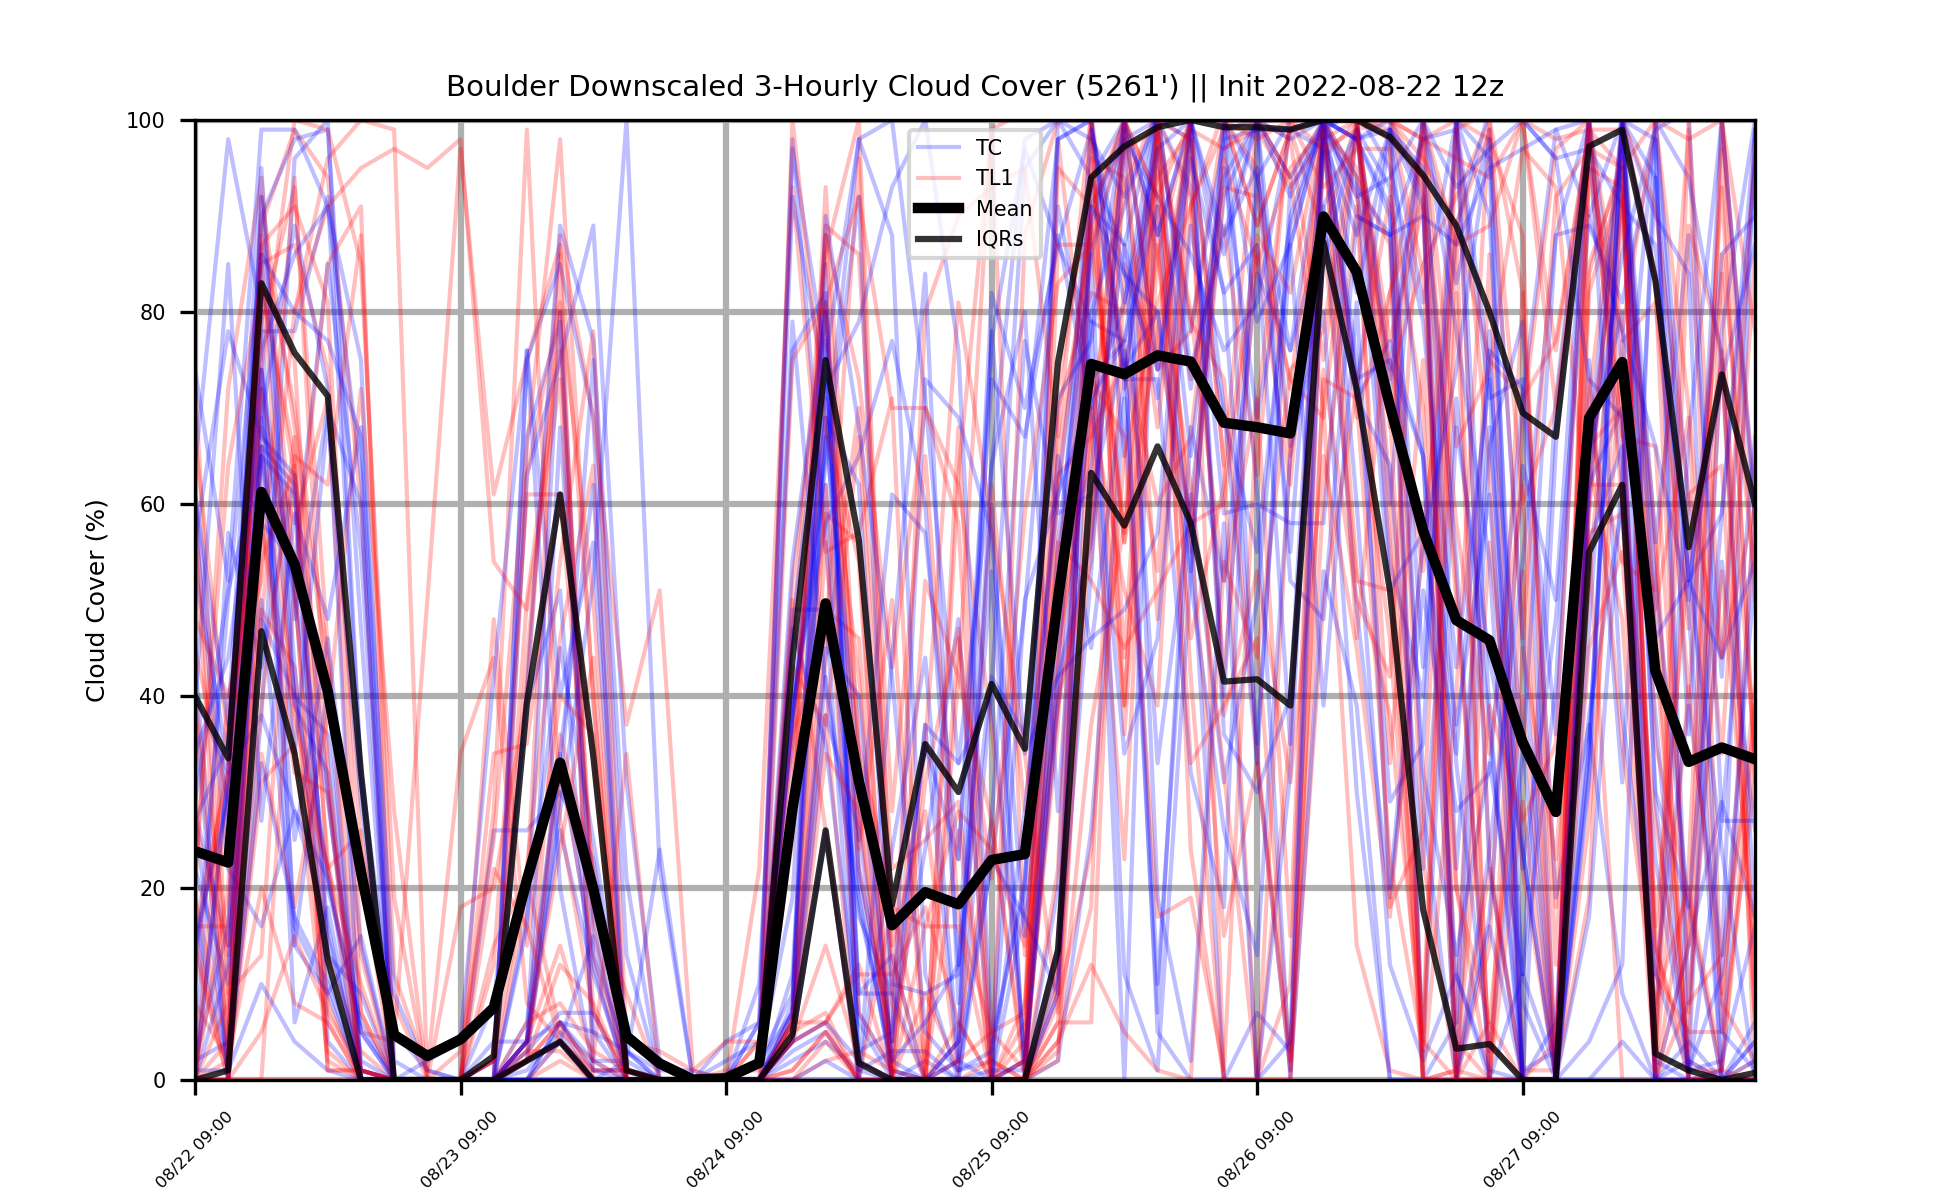 Boulder Downscaled 3-Hourly Cloud Cover (5261') || Init 2022-08-22 12z
100
80
60
40
20
0
Cloud Cover (%)
TC
TL1
Mean
IQRs
08/22 09:00
08/23 09:00
08/24 09:00
08/25 09:00
08/26 09:00
08/27 09:00